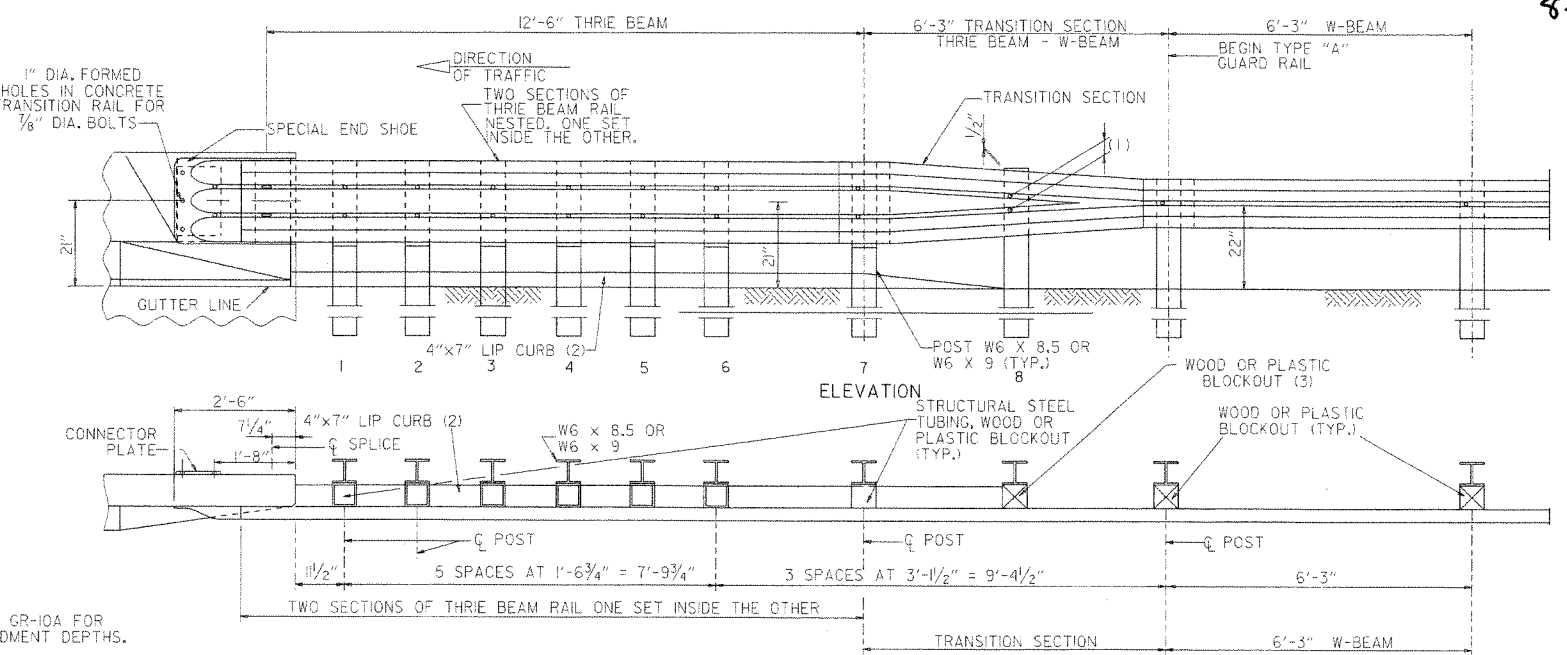 12'-6" THRIE BEAM
6'-3" TRANSITION SECTION
THRIE BEAM - W-BEAM
6'-3" W-BEAM
BEGIN TYPE "A"
GUARD RAIL
DIRECTION
OF TRAFFIC
1" DIA. FORMED
HOLES IN CONCRETE
TRANSITION RAIL FOR
7/8" DIA. BOLTS
SPECIAL END SHOE
TWO SECTIONS OF
THRIE BEAM RAIL
NESTED, ONE SET
INSIDE THE OTHER.
TRANSITION SECTION
1/2"
(1)
21"
21"
22"
GUTTER LINE
4"x7" LIP CURB (2)
POST W6 X 8.5 OR
W6 X 9 (TYP.)
1 2 3 4 5 6 7 8
ELEVATION
WOOD OR PLASTIC
BLOCKOUT (3)
2'-6"
7 1/4"
4"x7" LIP CURB (2)
CONNECTOR
PLATE
℄ SPLICE
1'-8"
W6 x 8.5 OR
W6 x 9
STRUCTURAL STEEL
TUBING, WOOD OR
PLASTIC BLOCKOUT
(TYP.)
WOOD OR PLASTIC
BLOCKOUT (TYP.)
℄ POST
℄ POST
℄ POST
11 1/2"
5 SPACES AT 1'-6 3/4" = 7'-9 3/4"
3 SPACES AT 3'-1 1/2" = 9'-4 1/2"
6'-3"
TWO SECTIONS OF THRIE BEAM RAIL ONE SET INSIDE THE OTHER
GR-10A FOR
DMENT DEPTHS.
TRANSITION SECTION
6'-3" W-BEAM